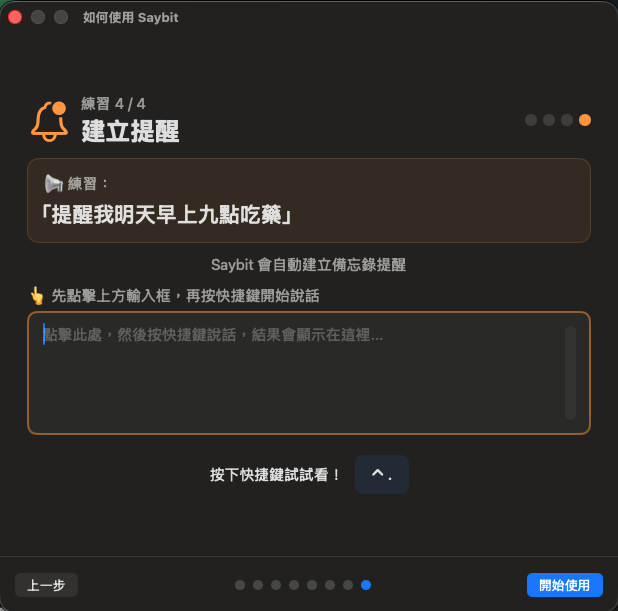 如何使用 Saybit
練習 4 / 4
建立提醒
練習：
「提醒我明天早上九點吃藥」
Saybit 會自動建立備忘錄提醒
先點擊上方輸入框，再按快捷鍵開始說話
點擊此處，然後按快捷鍵說話，結果會顯示在這裡...
按下快捷鍵試試看！ ^ .
上一步
開始使用